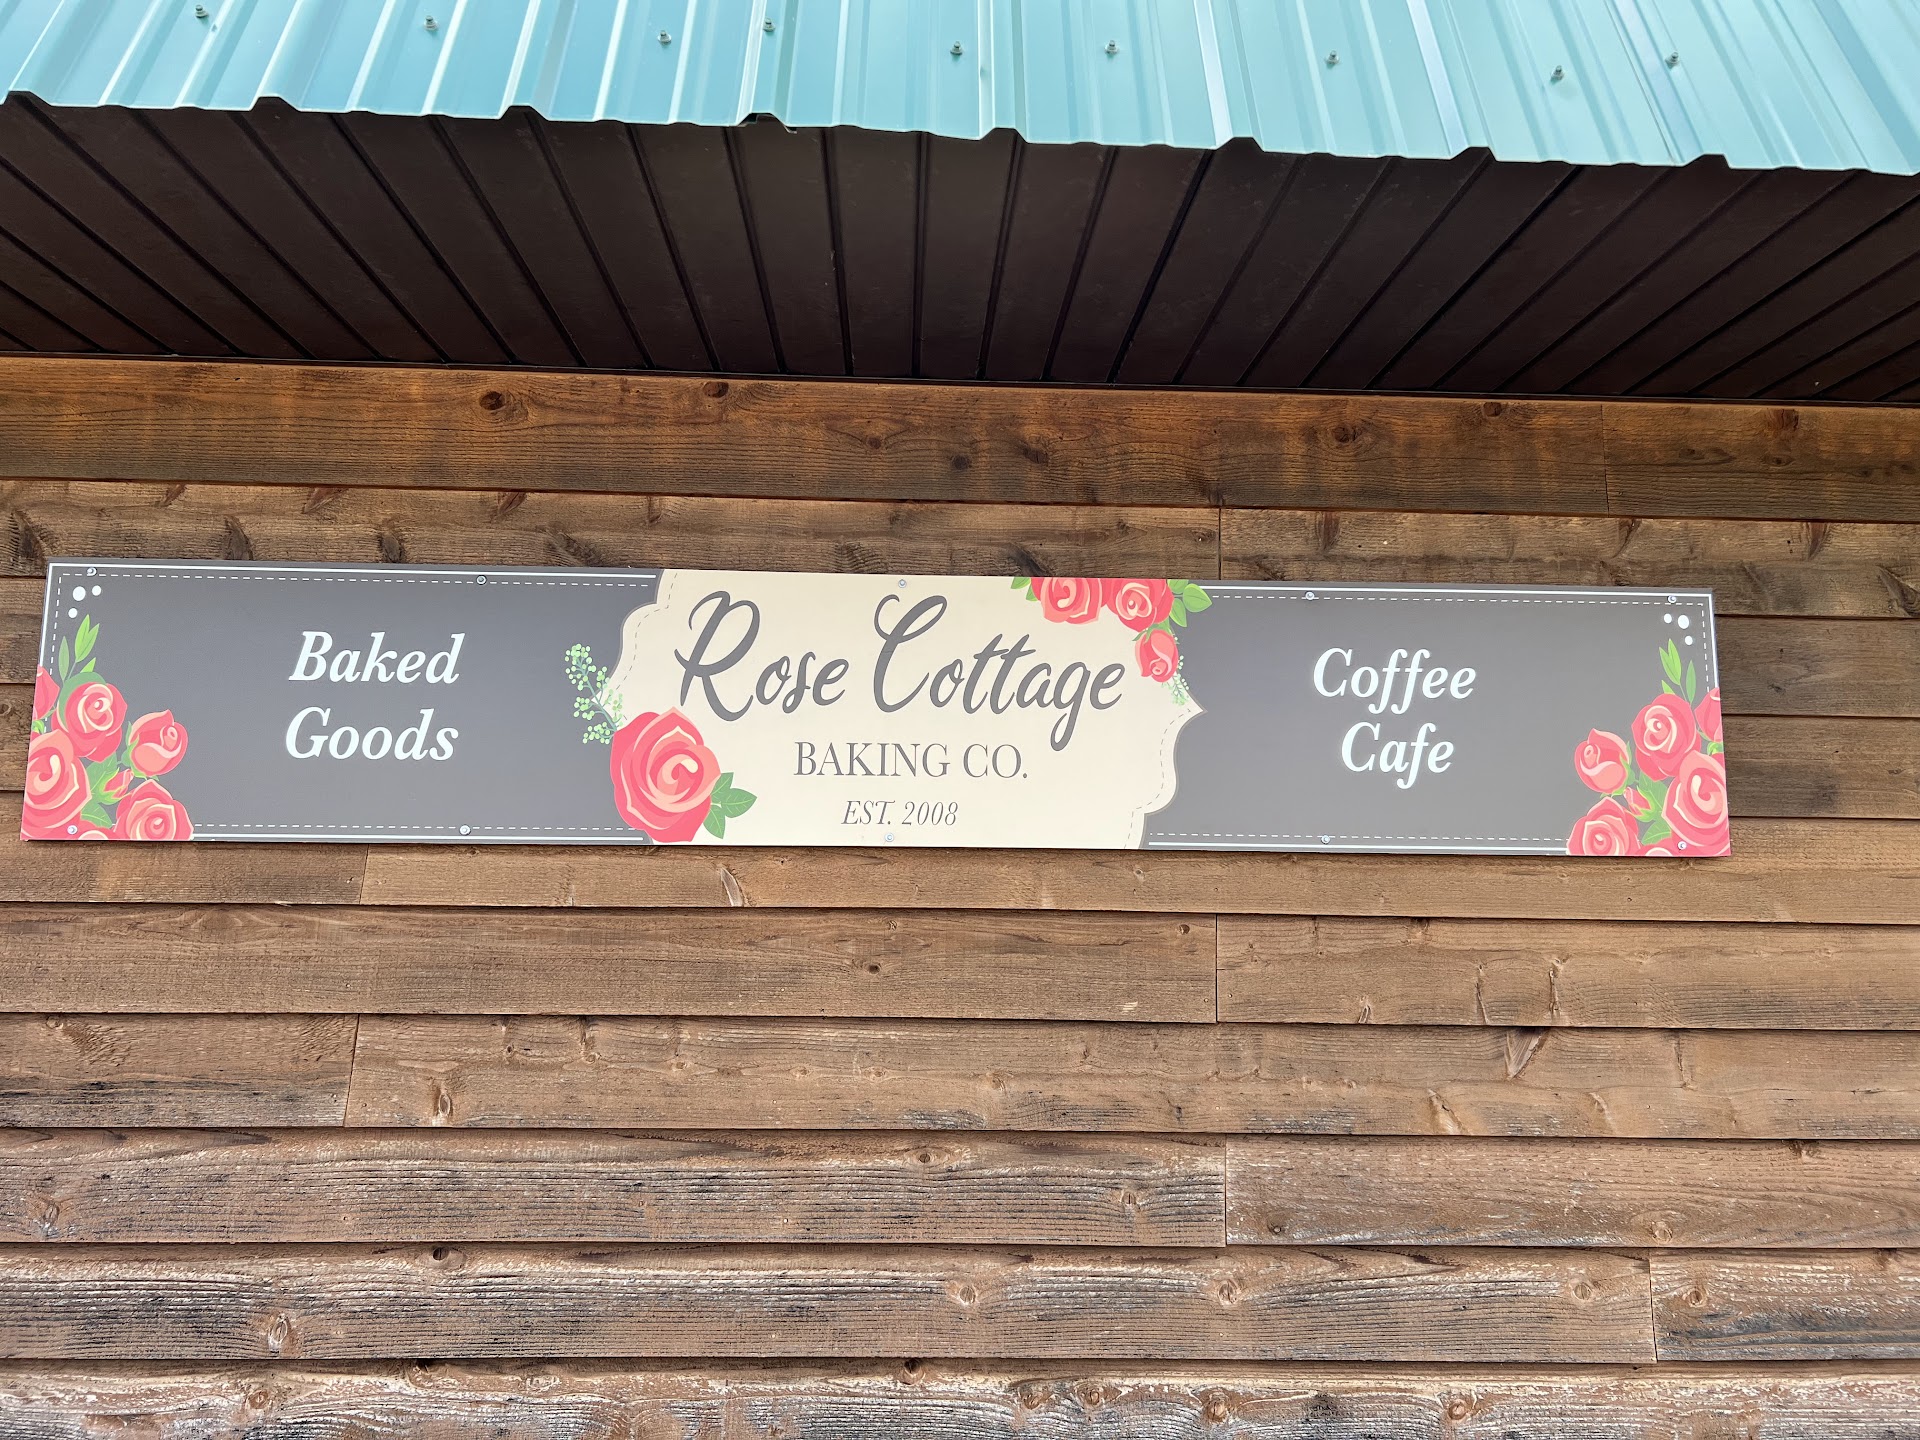 Baked
Goods
Rose Cottage
BAKING CO.
EST. 2008
Coffee
Cafe